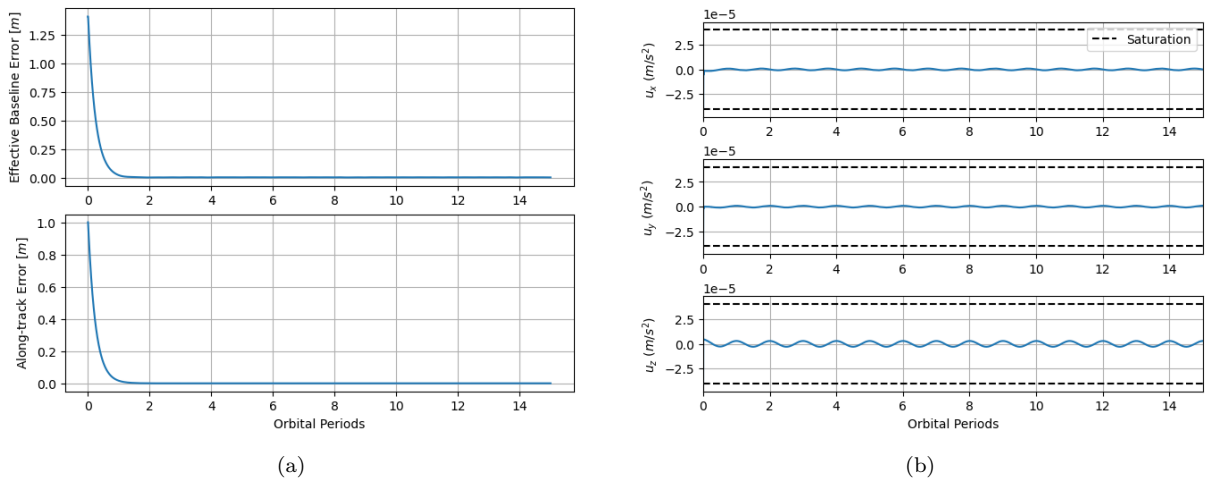 Effective Baseline Error [m]
1.25
1.00
0.75
0.50
0.25
0.00
0 2 4 6 8 10 12 14
Along-track Error [m]
1.0
0.8
0.6
0.4
0.2
0.0
0 2 4 6 8 10 12 14
Orbital Periods
(a)
1e−5
u_x (m/s²)
2.5
0.0
−2.5
Saturation
0 2 4 6 8 10 12 14
1e−5
u_y (m/s²)
2.5
0.0
−2.5
0 2 4 6 8 10 12 14
1e−5
u_z (m/s²)
2.5
0.0
−2.5
0 2 4 6 8 10 12 14
Orbital Periods
(b)